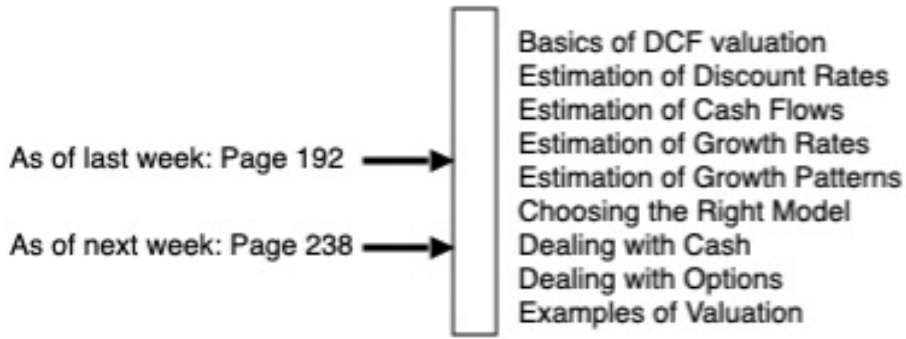 Basics of DCF valuation
Estimation of Discount Rates
Estimation of Cash Flows
Estimation of Growth Rates
As of last week: Page 192
Estimation of Growth Patterns
Choosing the Right Model
As of next week: Page 238
Dealing with Cash
Dealing with Options
Examples of Valuation